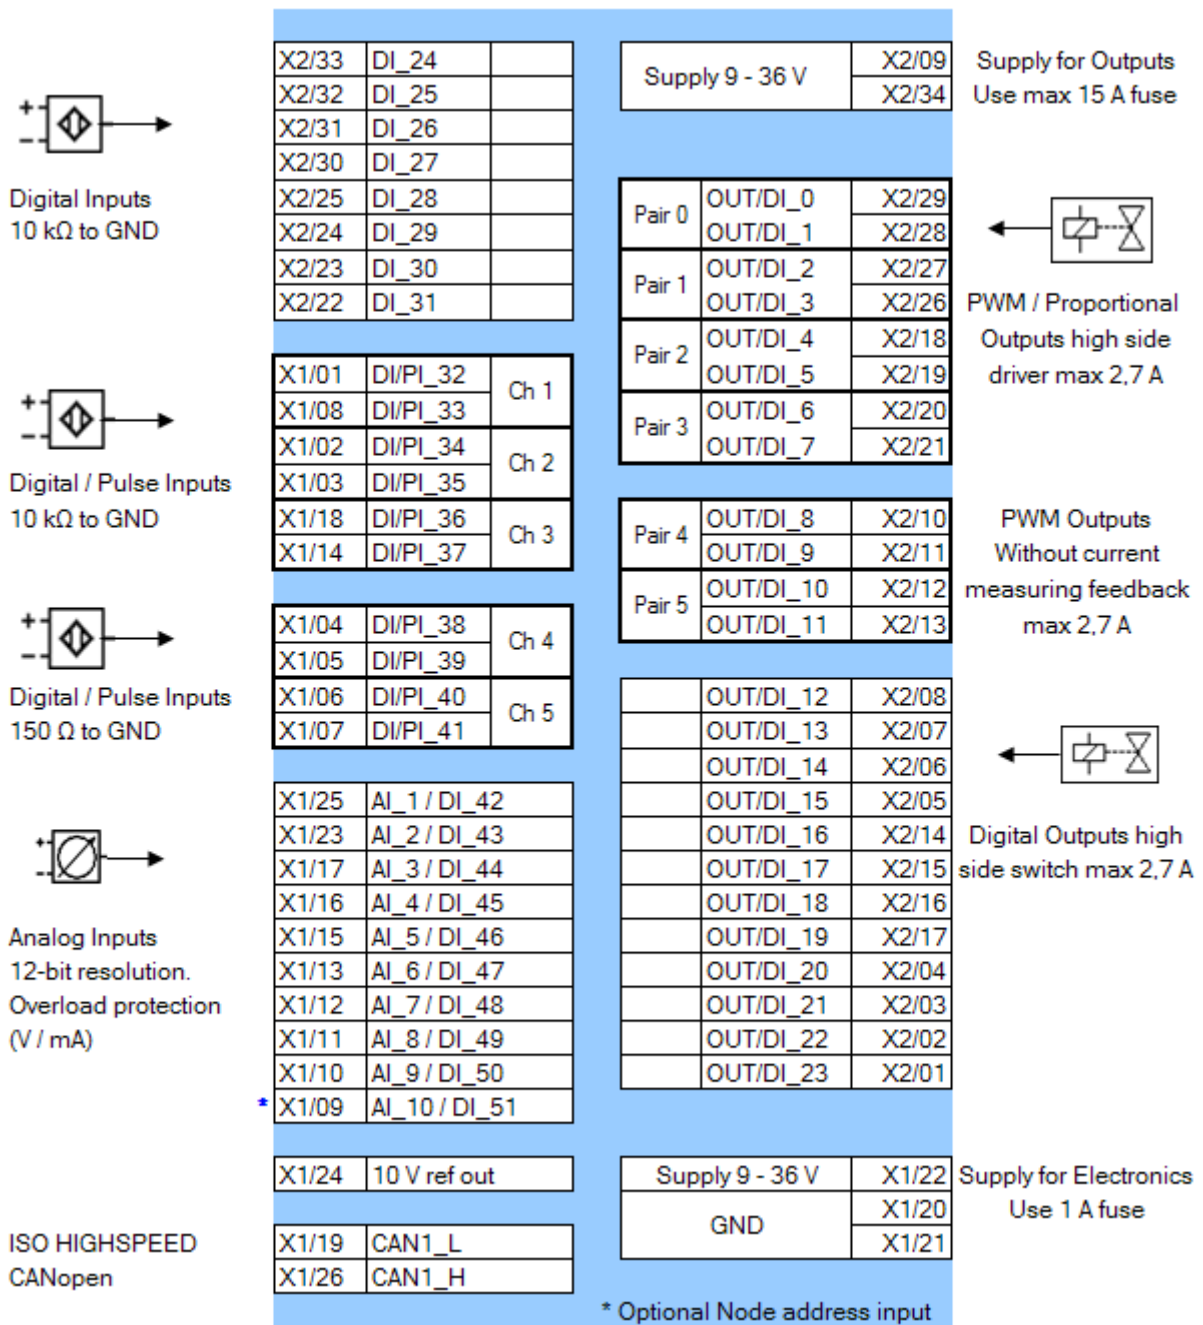 X2/33 DI_24
X2/32 DI_25
X2/31 DI_26
X2/30 DI_27
X2/25 DI_28
X2/24 DI_29
X2/23 DI_30
X2/22 DI_31
Digital Inputs
10 kΩ to GND
X1/01 DI/PI_32
Ch 1
X1/08 DI/PI_33
X1/02 DI/PI_34
Ch 2
X1/03 DI/PI_35
X1/18 DI/PI_36
Ch 3
X1/14 DI/PI_37
Digital / Pulse Inputs
10 kΩ to GND
X1/04 DI/PI_38
Ch 4
X1/05 DI/PI_39
X1/06 DI/PI_40
Ch 5
X1/07 DI/PI_41
Digital / Pulse Inputs
150 Ω to GND
X1/25 AI_1 / DI_42
X1/23 AI_2 / DI_43
X1/17 AI_3 / DI_44
X1/16 AI_4 / DI_45
X1/15 AI_5 / DI_46
X1/13 AI_6 / DI_47
X1/12 AI_7 / DI_48
X1/11 AI_8 / DI_49
X1/10 AI_9 / DI_50
* X1/09 AI_10 / DI_51
Analog Inputs
12-bit resolution.
Overload protection
(V / mA)
X1/24 10 V ref out
X1/19 CAN1_L
X1/26 CAN1_H
ISO HIGHSPEED
CANopen
Supply 9 - 36 V
X2/09
X2/34
Supply for Outputs
Use max 15 A fuse
Pair 0
OUT/DI_0 X2/29
OUT/DI_1 X2/28
Pair 1
OUT/DI_2 X2/27
OUT/DI_3 X2/26
Pair 2
OUT/DI_4 X2/18
OUT/DI_5 X2/19
Pair 3
OUT/DI_6 X2/20
OUT/DI_7 X2/21
PWM / Proportional
Outputs high side
driver max 2,7 A
Pair 4
OUT/DI_8 X2/10
OUT/DI_9 X2/11
Pair 5
OUT/DI_10 X2/12
OUT/DI_11 X2/13
PWM Outputs
Without current
measuring feedback
max 2,7 A
OUT/DI_12 X2/08
OUT/DI_13 X2/07
OUT/DI_14 X2/06
OUT/DI_15 X2/05
OUT/DI_16 X2/14
OUT/DI_17 X2/15
OUT/DI_18 X2/16
OUT/DI_19 X2/17
OUT/DI_20 X2/04
OUT/DI_21 X2/03
OUT/DI_22 X2/02
OUT/DI_23 X2/01
Digital Outputs high
side switch max 2,7 A
Supply 9 - 36 V X1/22
GND
X1/20
X1/21
Supply for Electronics
Use 1 A fuse
* Optional Node address input